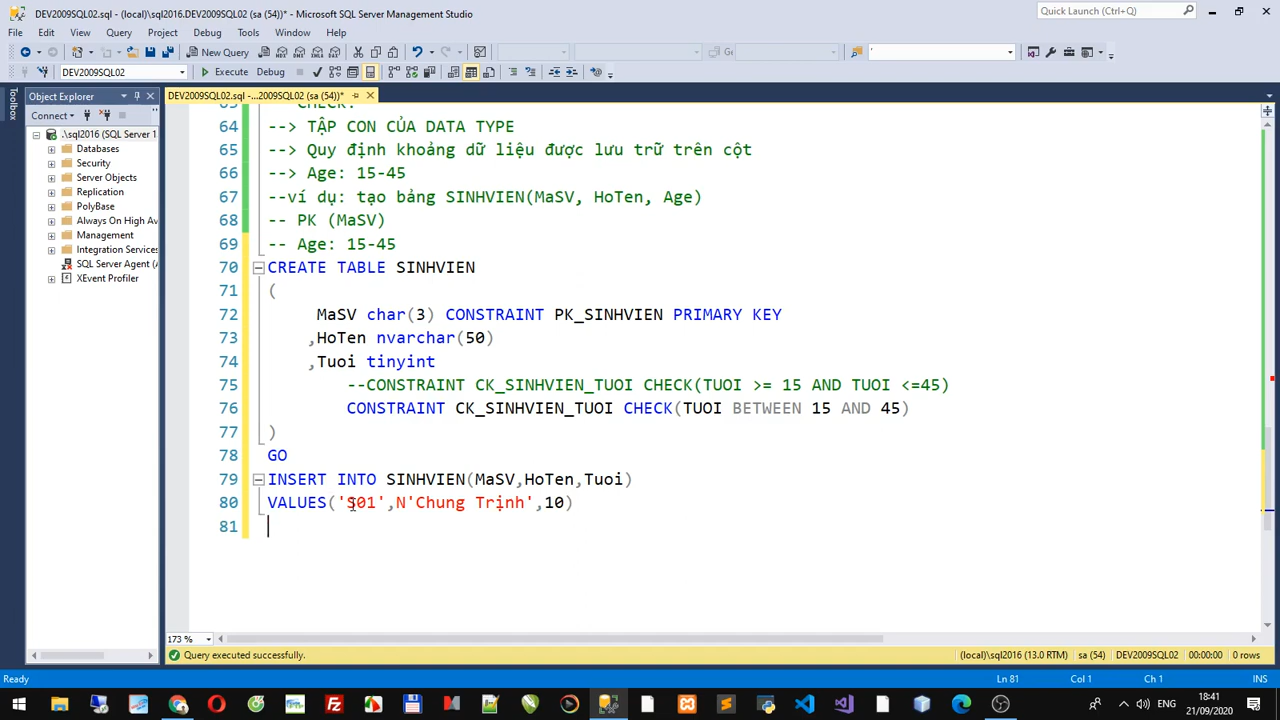 DEV2009SQL02.sql - (local)\sql2016.DEV2009SQL02 (sa (54))* - Microsoft SQL Server Management Studio
Quick Launch (Ctrl+Q)
File Edit View Query Project Debug Tools Window Help
New Query
DEV2009SQL02 Execute Debug
Toolbox
Object Explorer
DEV2009SQL02.sql -...2009SQL02 (sa (54))*
Connect
.\sql2016 (SQL Server 1
Databases
Security
Server Objects
Replication
PolyBase
Always On High Av
Management
Integration Services
SQL Server Agent (A
XEvent Profiler
64 --> TẬP CON CỦA DATA TYPE
65 --> Quy định khoảng dữ liệu được lưu trữ trên cột
66 --> Age: 15-45
67 --ví dụ: tạo bảng SINHVIEN(MaSV, HoTen, Age)
68 -- PK (MaSV)
69 -- Age: 15-45
70 CREATE TABLE SINHVIEN
71 (
72 MaSV char(3) CONSTRAINT PK_SINHVIEN PRIMARY KEY
73 ,HoTen nvarchar(50)
74 ,Tuoi tinyint
75 --CONSTRAINT CK_SINHVIEN_TUOI CHECK(TUOI >= 15 AND TUOI <=45)
76 CONSTRAINT CK_SINHVIEN_TUOI CHECK(TUOI BETWEEN 15 AND 45)
77 )
78 GO
79 INSERT INTO SINHVIEN(MaSV,HoTen,Tuoi)
80 VALUES('S01',N'Chung Trịnh',10)
81
173 %
Query executed successfully. (local)\sql2016 (13.0 RTM) sa (54) DEV2009SQL02 00:00:00 0 rows
Ready Ln 81 Col 1 Ch 1 INS
ENG
18:41
21/09/2020